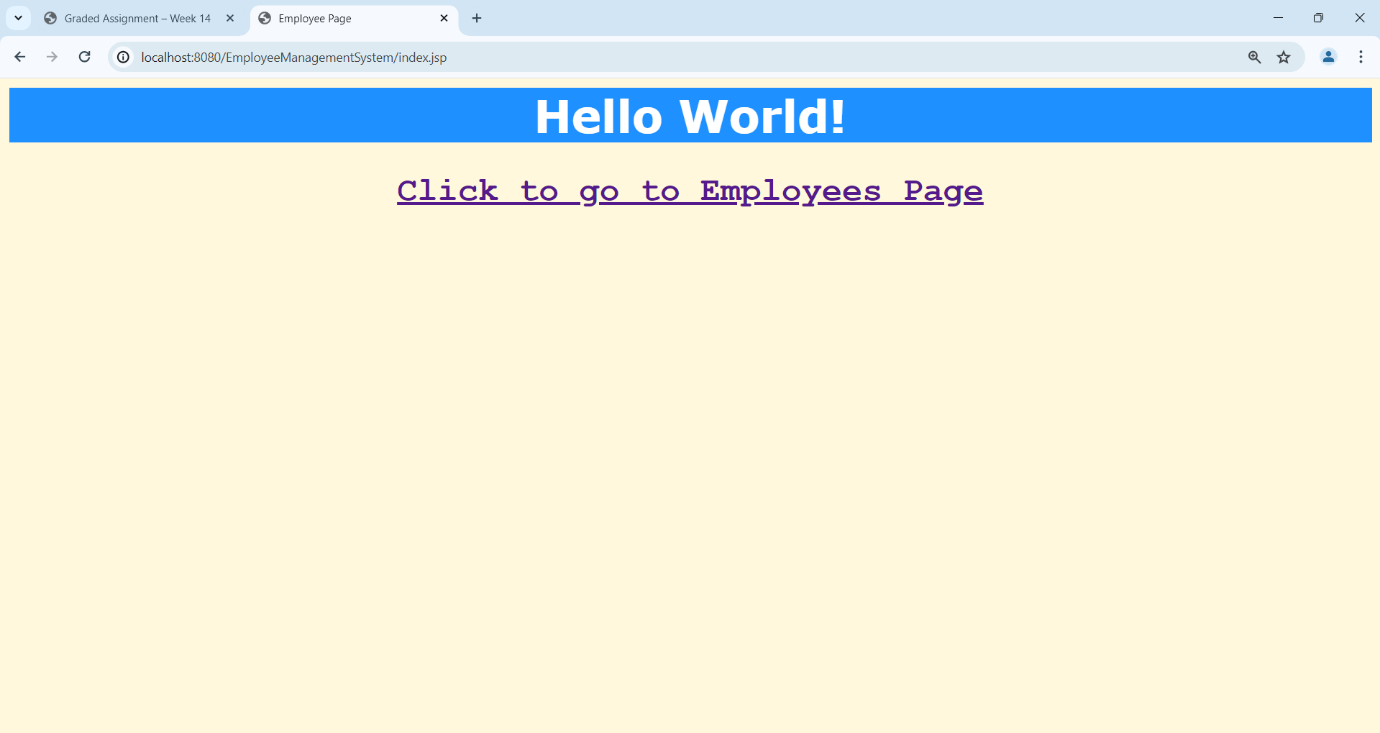 Graded Assignment – Week 14
Employee Page
localhost:8080/EmployeeManagementSystem/index.jsp
Hello World!
Click to go to Employees Page